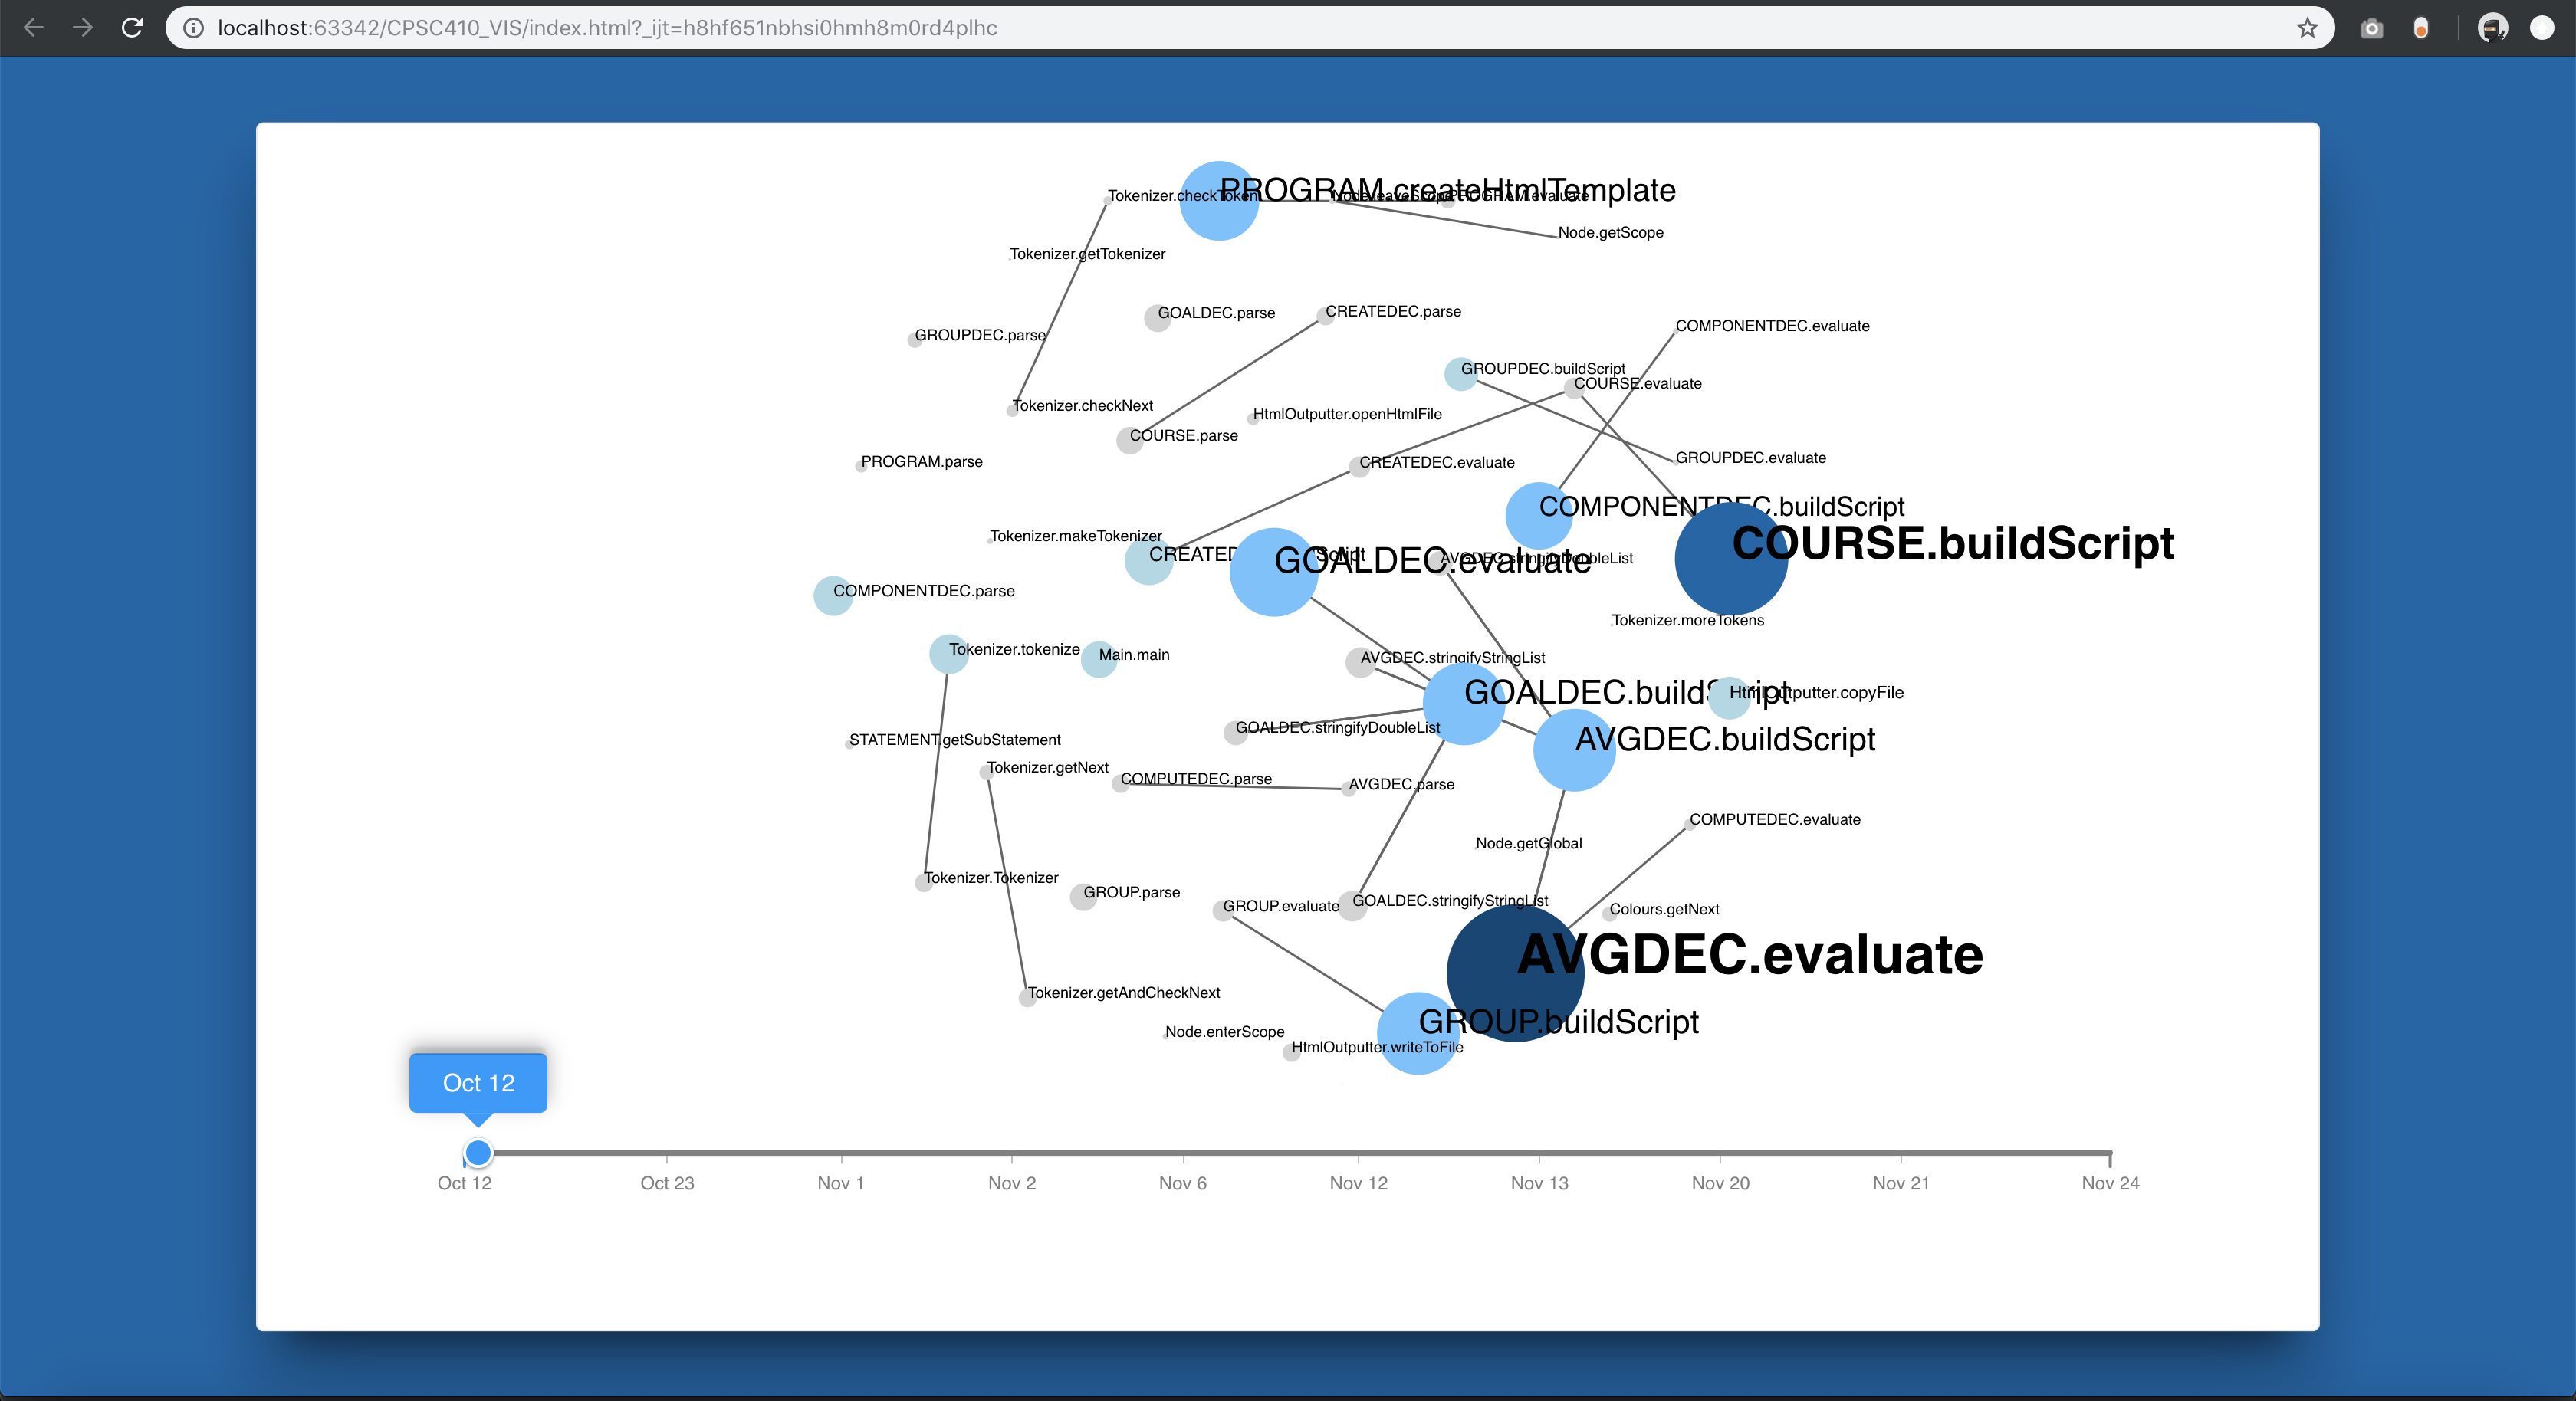 localhost:63342/CPSC410_VIS/index.html?_ijt=h8hf651nbhsi0hmh8m0rd4plhc
PROGRAM.createHtmlTemplate
Tokenizer.checkToken
Node.leaveScope
PROGRAM.evaluate
Node.getScope
Tokenizer.getTokenizer
GOALDEC.parse
CREATEDEC.parse
COMPONENTDEC.evaluate
GROUPDEC.parse
GROUPDEC.buildScript
COURSE.evaluate
Tokenizer.checkNext
HtmlOutputter.openHtmlFile
COURSE.parse
PROGRAM.parse
CREATEDEC.evaluate
GROUPDEC.evaluate
COMPONENTDEC.buildScript
Tokenizer.makeTokenizer
COURSE.buildScript
CREATED
Script
GOALDEC.evaluate
AVGDEC.stringifyDoubleList
COMPONENTDEC.parse
Tokenizer.moreTokens
Tokenizer.tokenize
Main.main
AVGDEC.stringifyStringList
GOALDEC.buildScript
HtmlOutputter.copyFile
GOALDEC.stringifyDoubleList
STATEMENT.getSubStatement
AVGDEC.buildScript
Tokenizer.getNext
COMPUTEDEC.parse
AVGDEC.parse
COMPUTEDEC.evaluate
Node.getGlobal
Tokenizer.Tokenizer
GROUP.parse
GROUP.evaluate
GOALDEC.stringifyStringList
Colours.getNext
AVGDEC.evaluate
Tokenizer.getAndCheckNext
Node.enterScope
GROUP.buildScript
HtmlOutputter.writeToFile
Oct 12
Oct 12 Oct 23 Nov 1 Nov 2 Nov 6 Nov 12 Nov 13 Nov 20 Nov 21 Nov 24